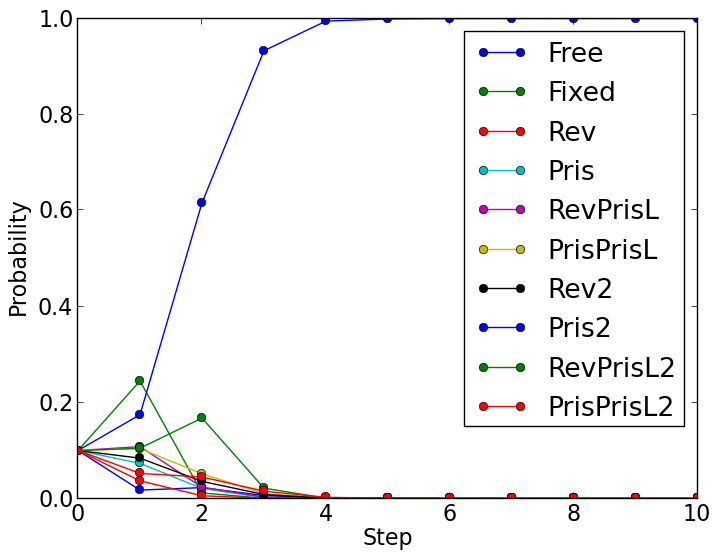 1.0
0.8
0.6
0.4
0.2
0.0
Probability
0 2 4 6 8 10
Step
Free
Fixed
Rev
Pris
RevPrisL
PrisPrisL
Rev2
Pris2
RevPrisL2
PrisPrisL2